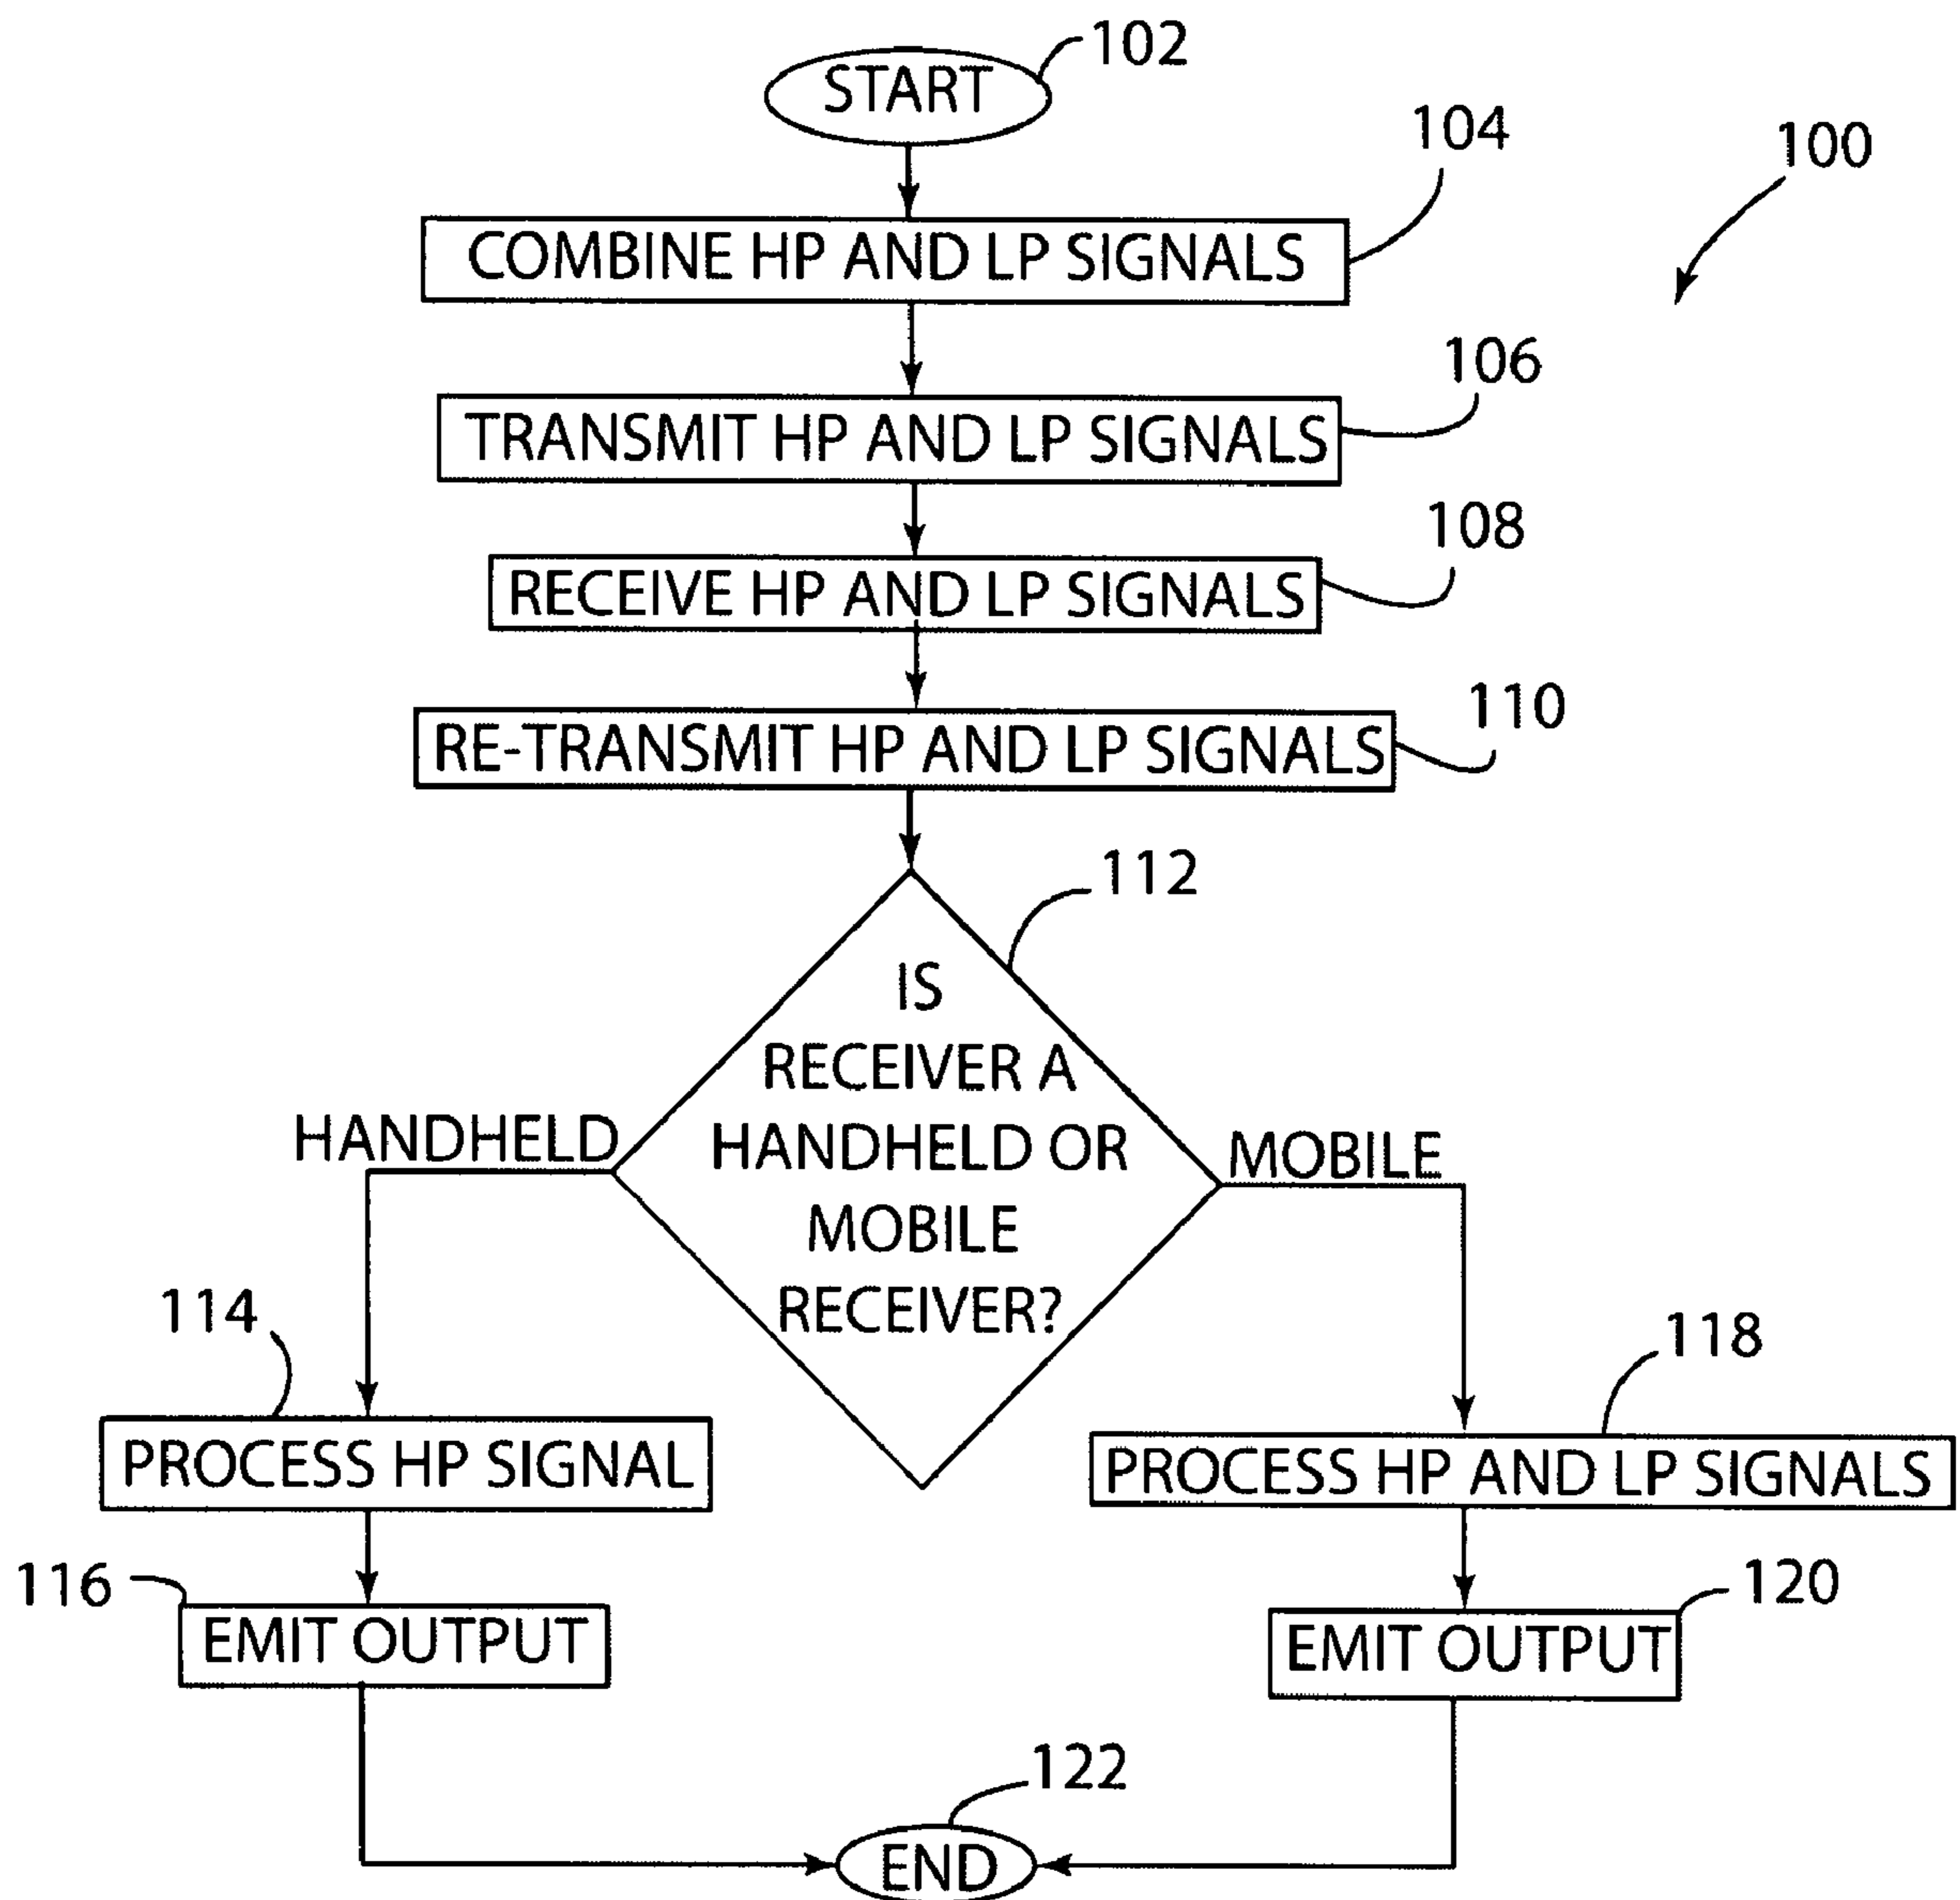 START
102
104
100
COMBINE HP AND LP SIGNALS
106
TRANSMIT HP AND LP SIGNALS
108
RECEIVE HP AND LP SIGNALS
110
RE-TRANSMIT HP AND LP SIGNALS
112
IS
RECEIVER A
HANDHELD OR
MOBILE
RECEIVER?
HANDHELD
MOBILE
114
118
PROCESS HP SIGNAL
PROCESS HP AND LP SIGNALS
116
120
EMIT OUTPUT
EMIT OUTPUT
122
END